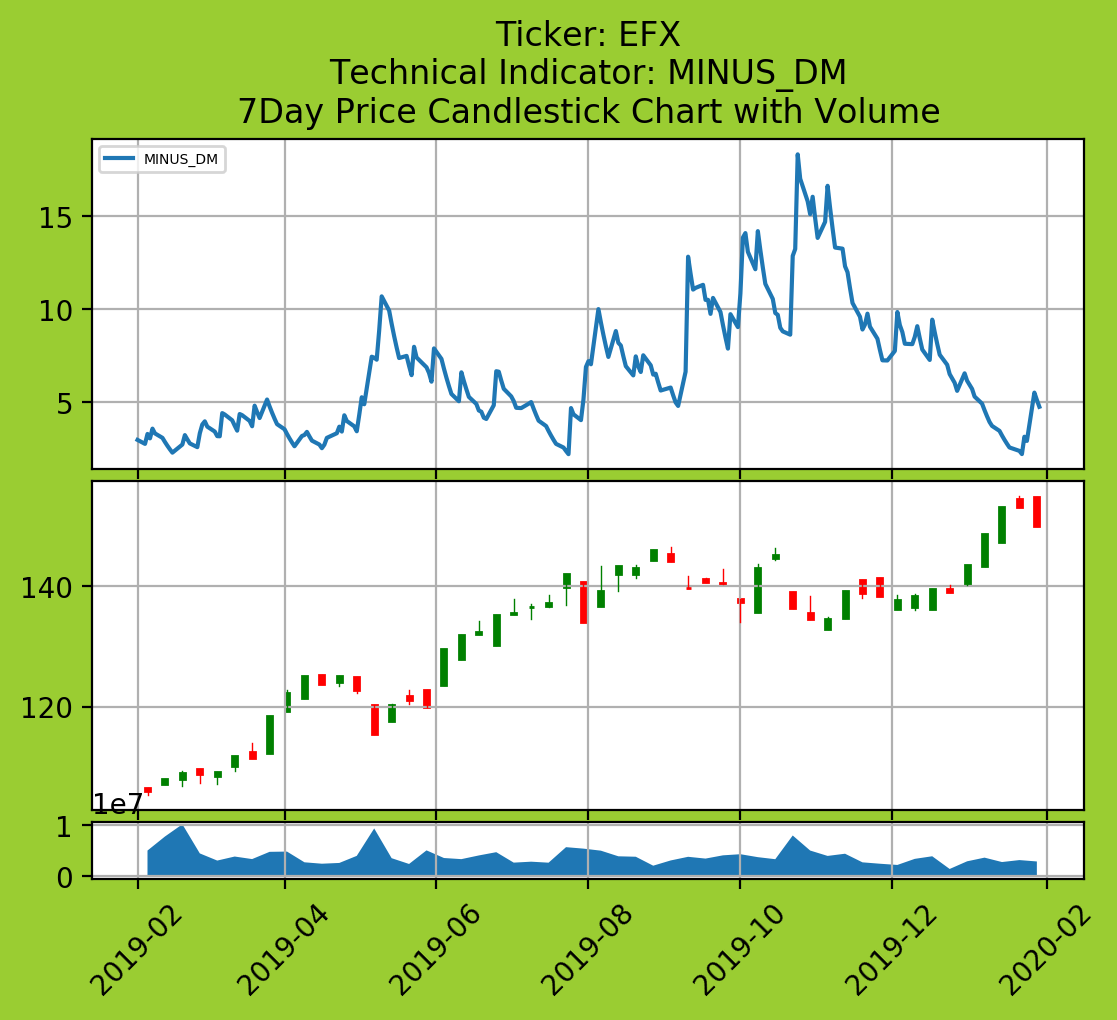 Ticker: EFX
Technical Indicator: MINUS_DM
7Day Price Candlestick Chart with Volume
MINUS_DM
15
10
5
140
120
1e7
1
0
2019-02
2019-04
2019-06
2019-08
2019-10
2019-12
2020-02